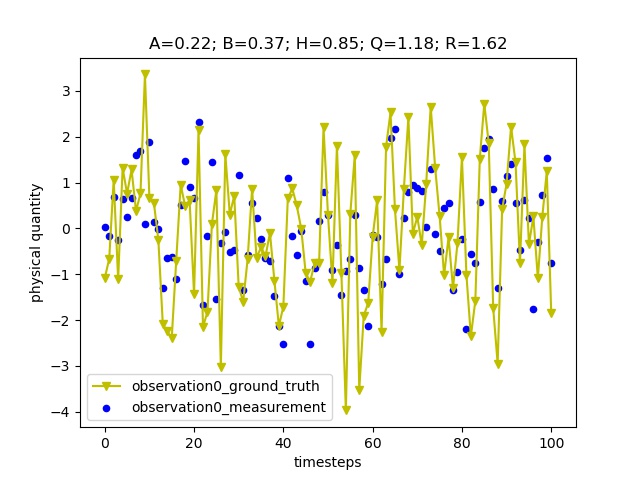 A=0.22; B=0.37; H=0.85; Q=1.18; R=1.62
physical quantity
3
2
1
0
−1
−2
−3
−4
observation0_ground_truth
observation0_measurement
0 20 40 60 80 100
timesteps